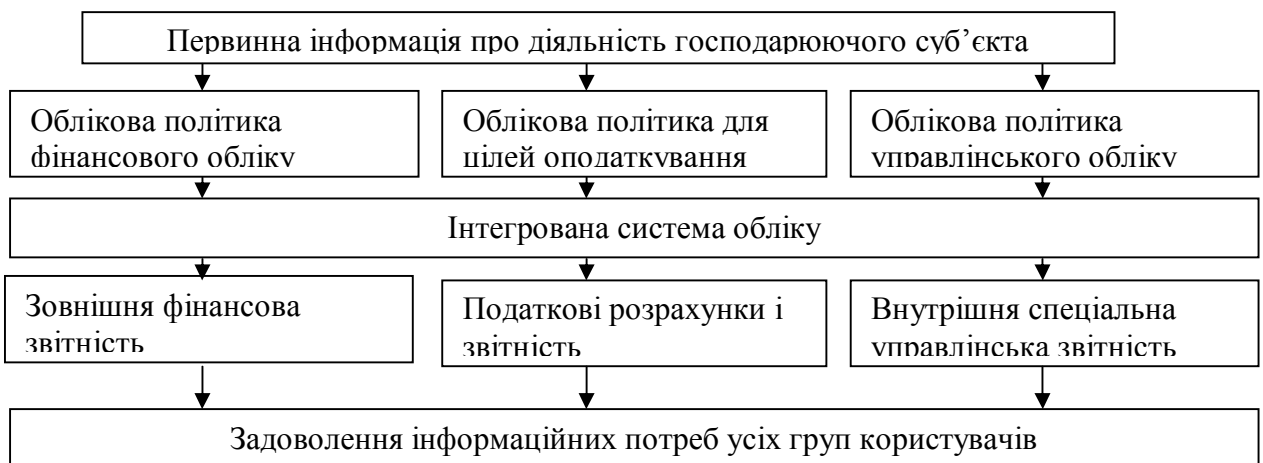 Первинна інформація про діяльність господарюючого суб’єкта
Облікова політика
фінансового обліку
Облікова політика для
цілей оподаткування
Облікова політика
управлінського обліку
Інтегрована система обліку
Зовнішня фінансова
звітність
Податкові розрахунки і
звітність
Внутрішня спеціальна
управлінська звітність
Задоволення інформаційних потреб усіх груп користувачів